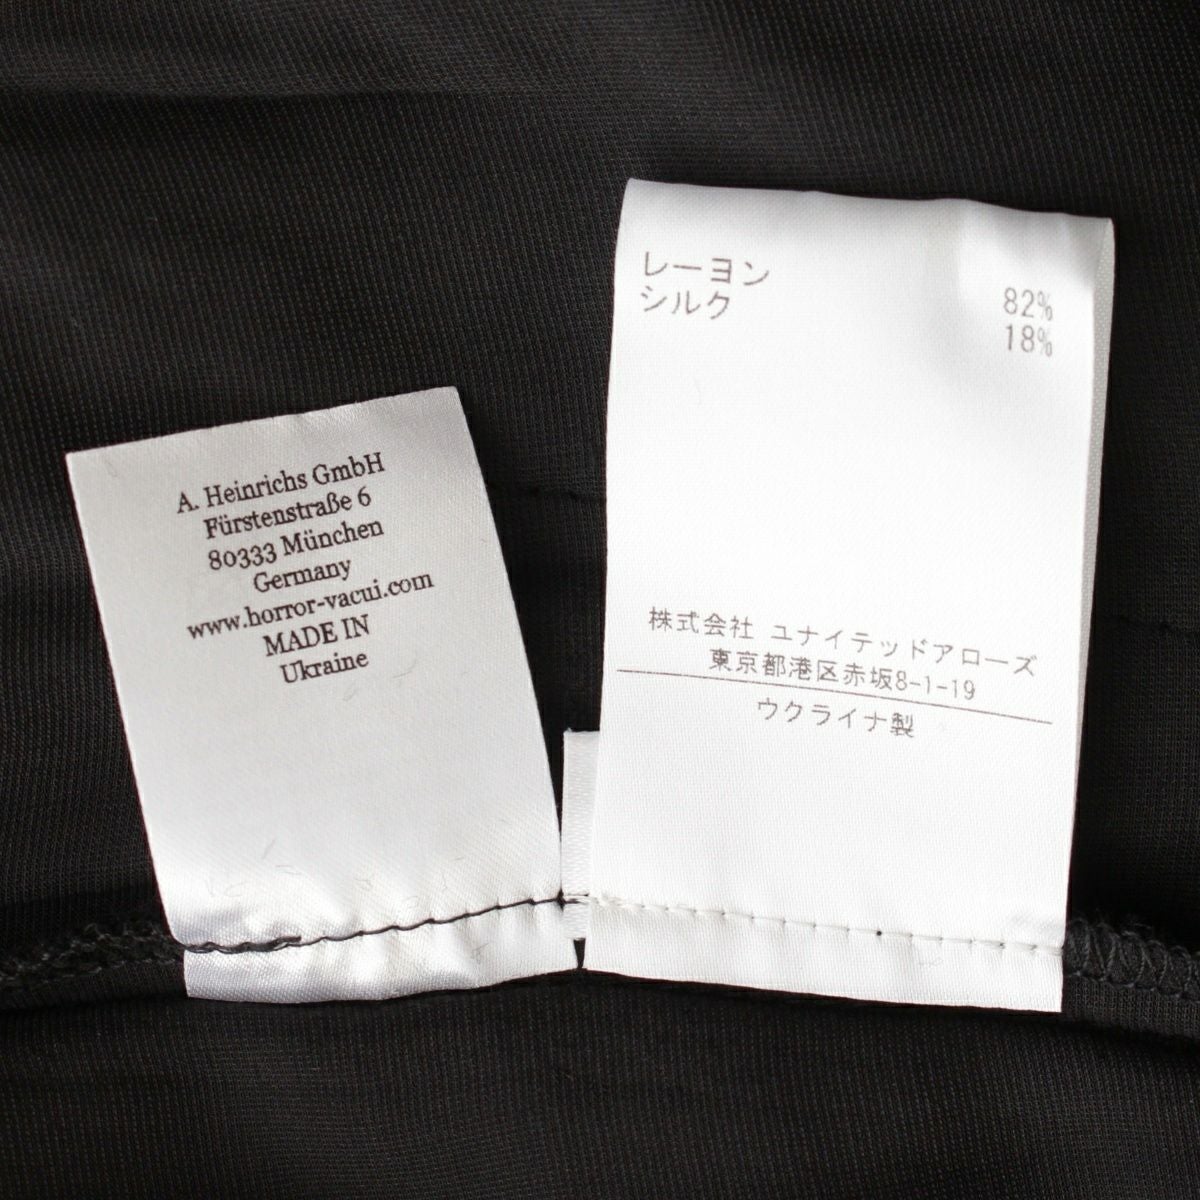 A. Heinrichs GmbH
Fürstenstraße 6
80333 München
Germany
www.horror-vacui.com
MADE IN
Ukraine
レーヨン 82%
シルク 18%
株式会社 ユナイテッドアローズ
東京都港区赤坂8-1-19
ウクライナ製